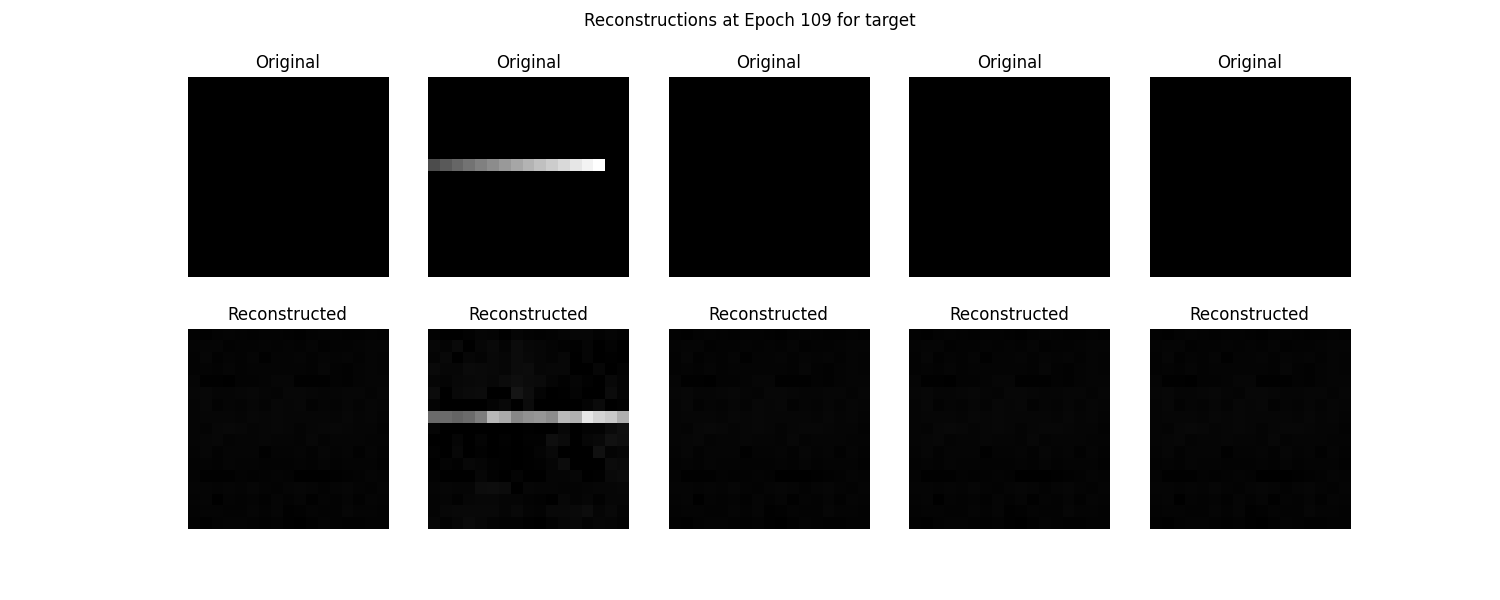 Reconstructions at Epoch 109 for target
Original Original Original Original Original
Reconstructed Reconstructed Reconstructed Reconstructed Reconstructed